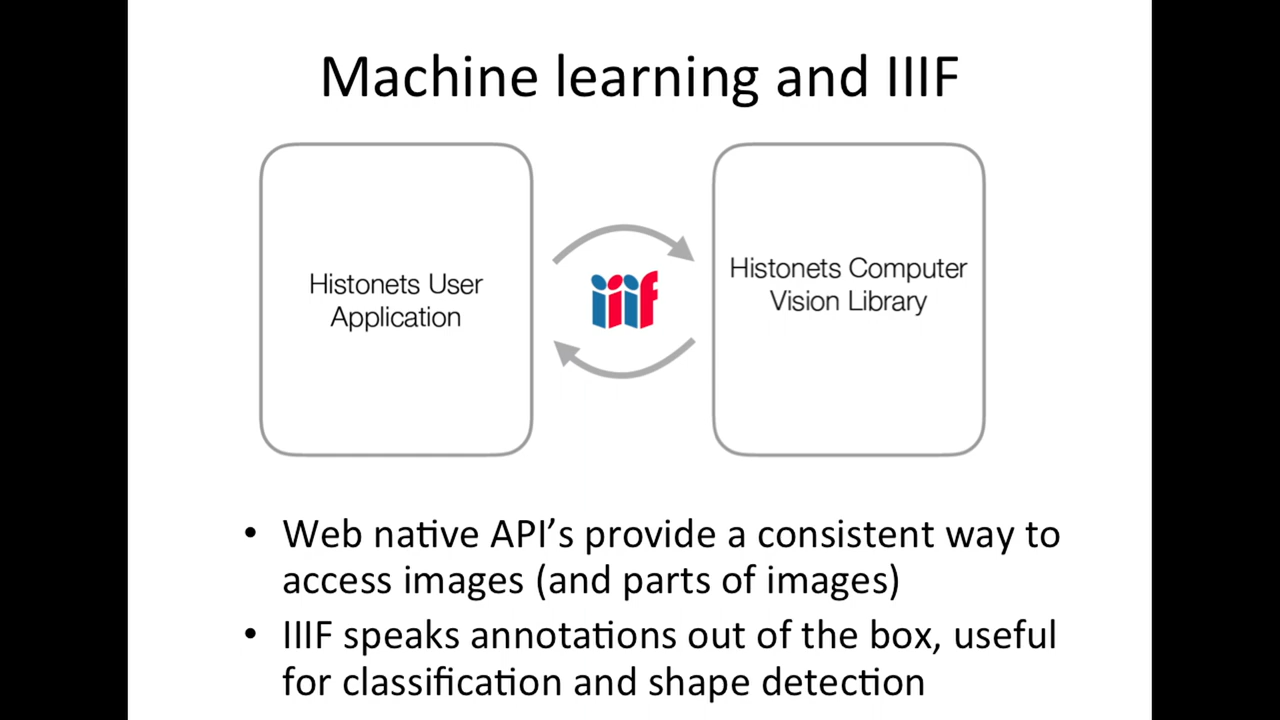 Machine learning and IIIF
Histonets User
Application
iiif
Histonets Computer
Vision Library
• Web native API's provide a consistent way to
access images (and parts of images)
• IIIF speaks annotations out of the box, useful
for classification and shape detection